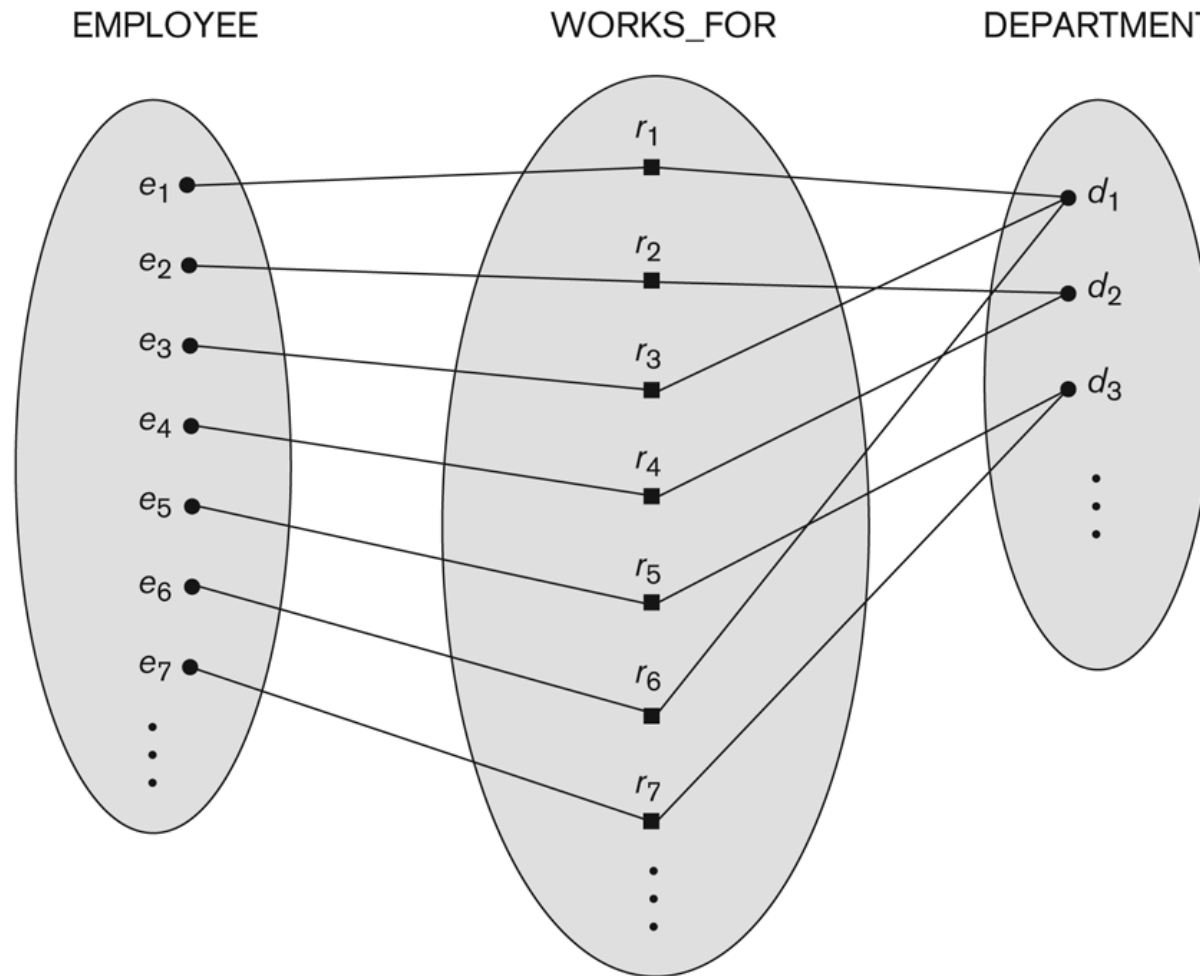 EMPLOYEE
WORKS_FOR
DEPARTMENT
e1
e2
e3
e4
e5
e6
e7
r1
r2
r3
r4
r5
r6
r7
d1
d2
d3